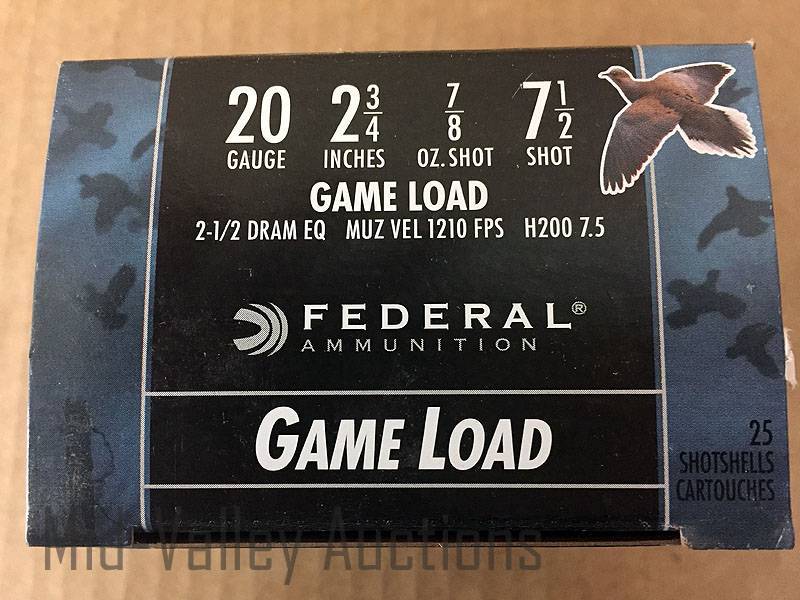 20 2 3/4 7/8 7 1/2
GAUGE INCHES OZ. SHOT SHOT
GAME LOAD
2-1/2 DRAM EQ MUZ VEL 1210 FPS H200 7.5
FEDERAL®
AMMUNITION
GAME LOAD
25
SHOTSHELLS
CARTOUCHES
Mid-Valley Auctions